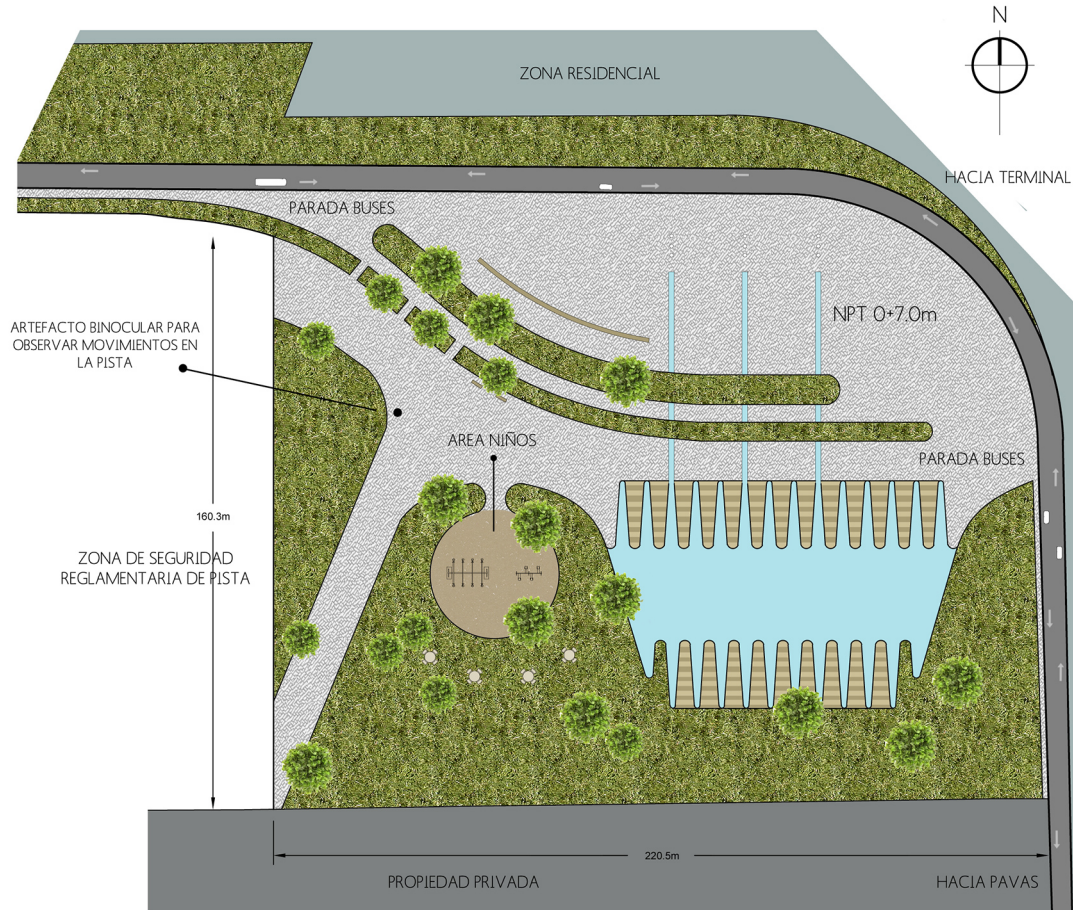 N
ZONA RESIDENCIAL
HACIA TERMINAL
PARADA BUSES
NPT 0+7.0m
ARTEFACTO BINOCULAR PARA
OBSERVAR MOVIMIENTOS EN
LA PISTA
AREA NIÑOS
PARADA BUSES
160.3m
ZONA DE SEGURIDAD
REGLAMENTARIA DE PISTA
220.5m
PROPIEDAD PRIVADA
HACIA PAVAS